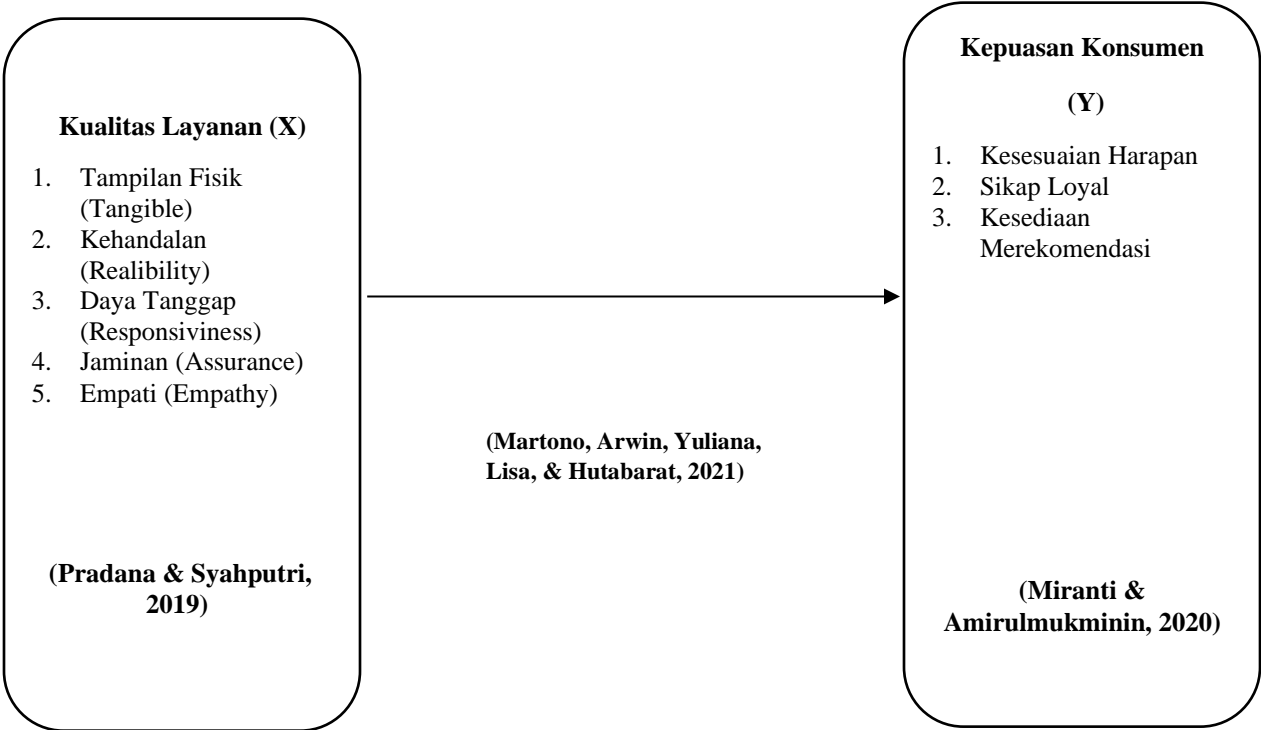 Kualitas Layanan (X)
1. Tampilan Fisik
(Tangible)
2. Kehandalan
(Realibility)
3. Daya Tanggap
(Responsiviness)
4. Jaminan (Assurance)
5. Empati (Empathy)
(Pradana & Syahputri,
2019)
(Martono, Arwin, Yuliana,
Lisa, & Hutabarat, 2021)
Kepuasan Konsumen
(Y)
1. Kesesuaian Harapan
2. Sikap Loyal
3. Kesediaan
Merekomendasi
(Miranti &
Amirulmukminin, 2020)